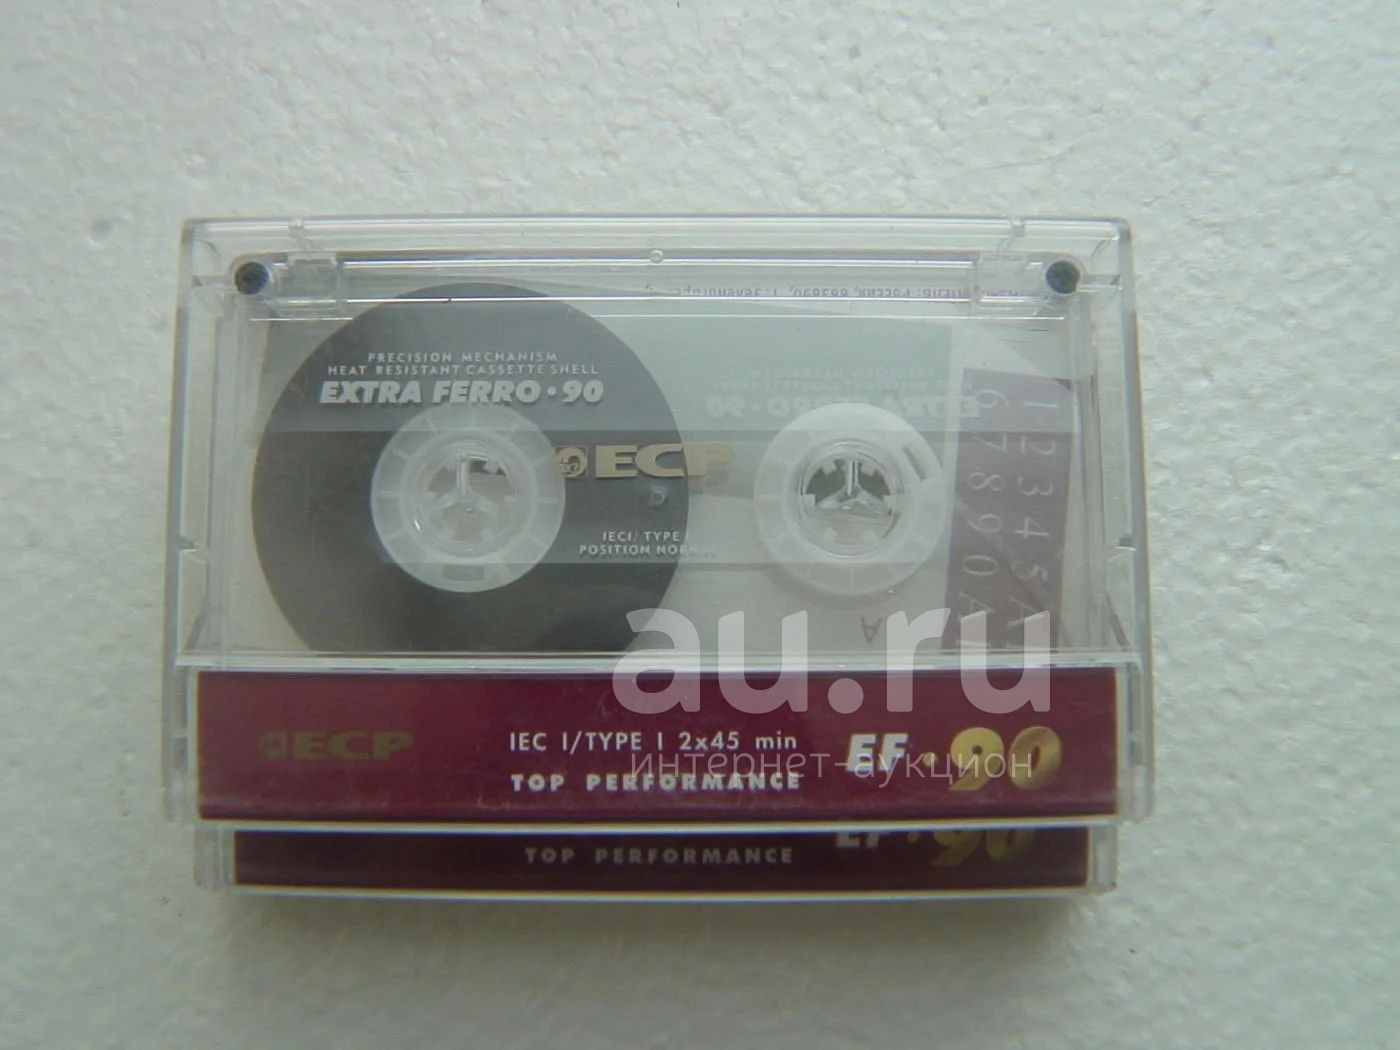 PRECISION MECHANISM
HEAT RESISTANT CASSETTE SHELL
EXTRA FERRO • 90
ECP
IECI/ TYPE I
POSITION NORMAL
1 2 3 4 5 A
6 7 8 9 0 A
A
au.ru
интернет-аукцион
ECP
IEC I/TYPE I 2x45 min
TOP PERFORMANCE
EF • 90
EF • 90
TOP PERFORMANCE